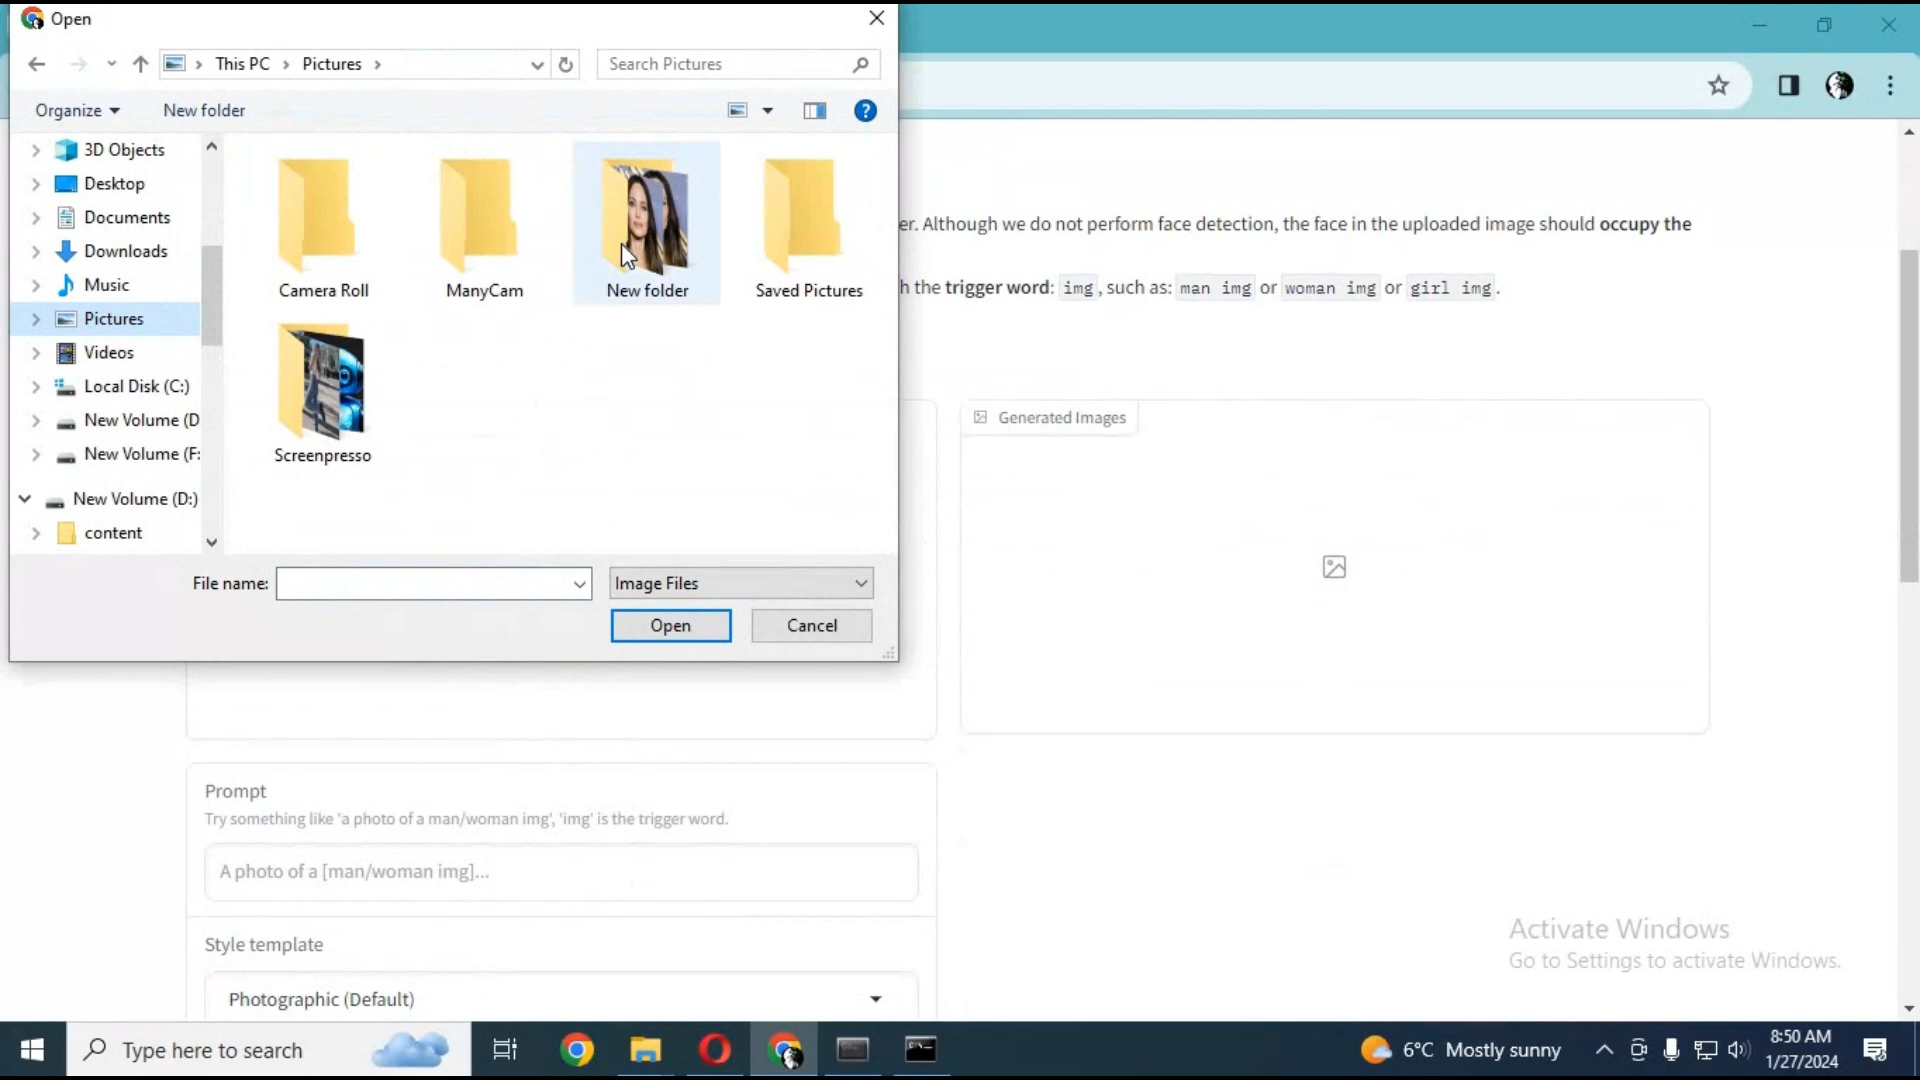 Open
This PC
Pictures
Search Pictures
Organize
New folder
?
3D Objects
Desktop
Documents
Downloads
Music
Pictures
Videos
Local Disk (C:)
New Volume (D
New Volume (F:
New Volume (D:)
content
Camera Roll
ManyCam
New folder
Saved Pictures
Screenpresso
File name:
Image Files
Open
Cancel
er. Although we do not perform face detection, the face in the uploaded image should occupy the
h the trigger word: img, such as: man img or woman img or girl img.
Generated Images
Prompt
Try something like 'a photo of a man/woman img', 'img' is the trigger word.
A photo of a [man/woman img]...
Style template
Photographic (Default)
Activate Windows
Go to Settings to activate Windows.
Type here to search
6°C Mostly sunny
8:50 AM
1/27/2024